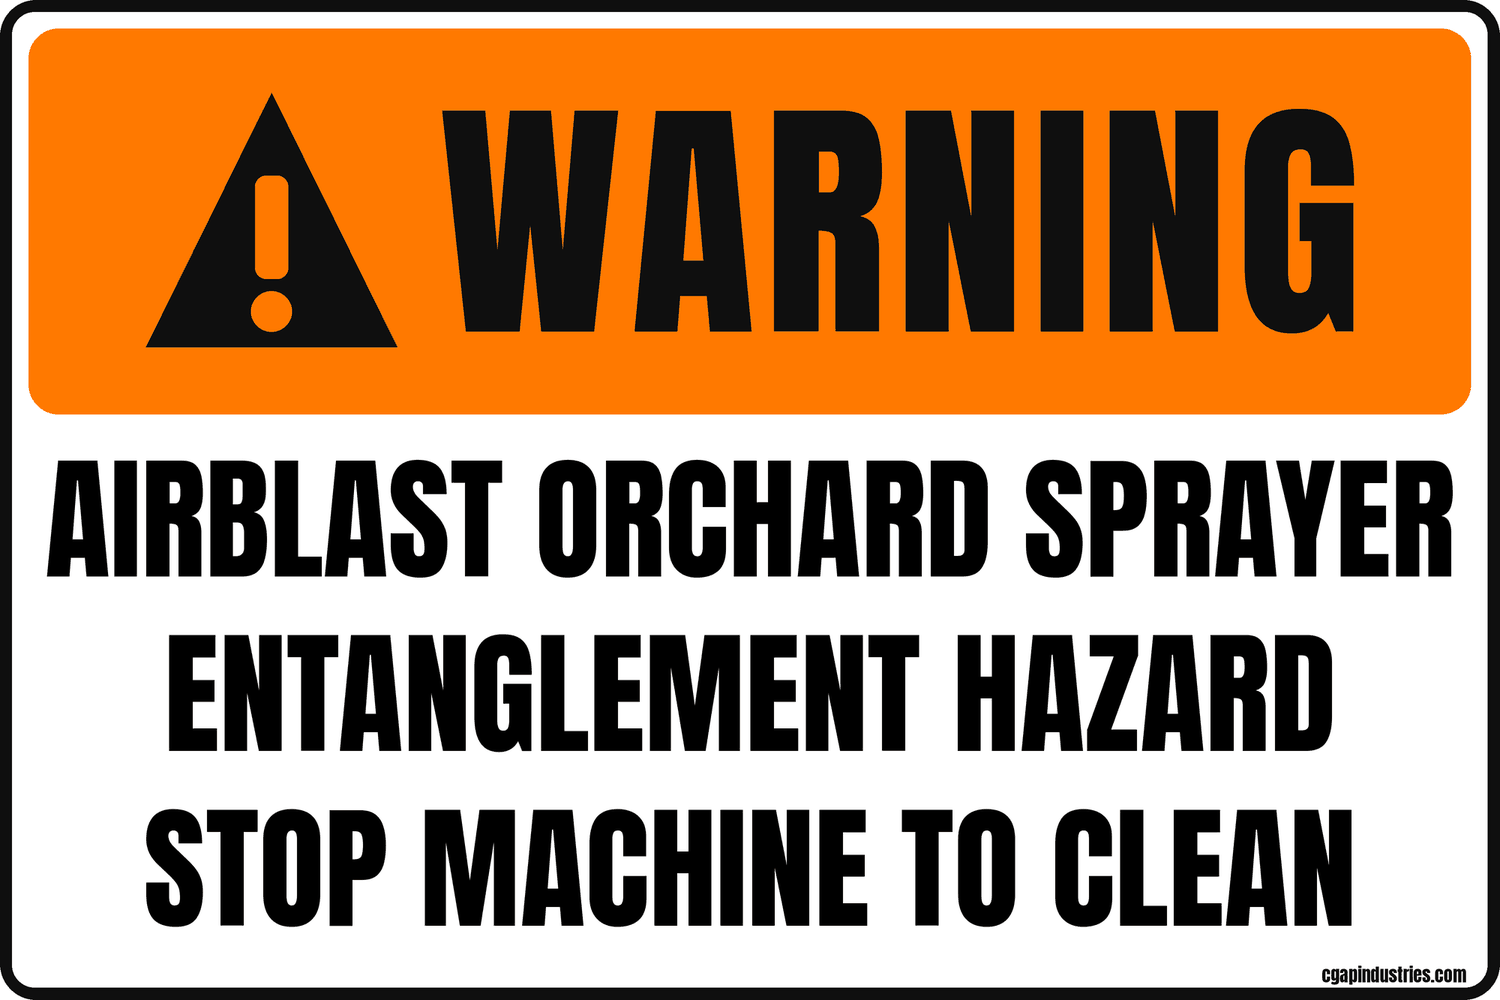 WARNING
AIRBLAST ORCHARD SPRAYER
ENTANGLEMENT HAZARD
STOP MACHINE TO CLEAN
cgapindustries.com